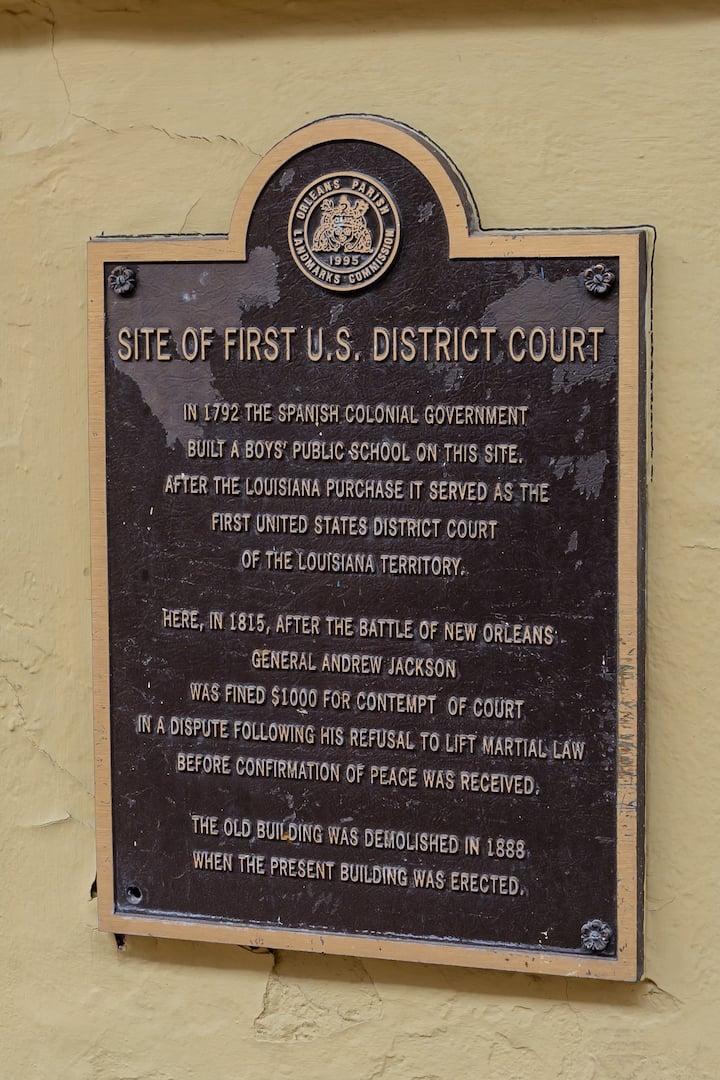 ORLEANS PARISH
LANDMARKS COMMISSION
1995
SITE OF FIRST U.S. DISTRICT COURT
IN 1792 THE SPANISH COLONIAL GOVERNMENT
BUILT A BOYS' PUBLIC SCHOOL ON THIS SITE.
AFTER THE LOUISIANA PURCHASE IT SERVED AS THE
FIRST UNITED STATES DISTRICT COURT
OF THE LOUISIANA TERRITORY.
HERE, IN 1815, AFTER THE BATTLE OF NEW ORLEANS
GENERAL ANDREW JACKSON
WAS FINED $1000 FOR CONTEMPT OF COURT
IN A DISPUTE FOLLOWING HIS REFUSAL TO LIFT MARTIAL LAW
BEFORE CONFIRMATION OF PEACE WAS RECEIVED.
THE OLD BUILDING WAS DEMOLISHED IN 1888
WHEN THE PRESENT BUILDING WAS ERECTED.